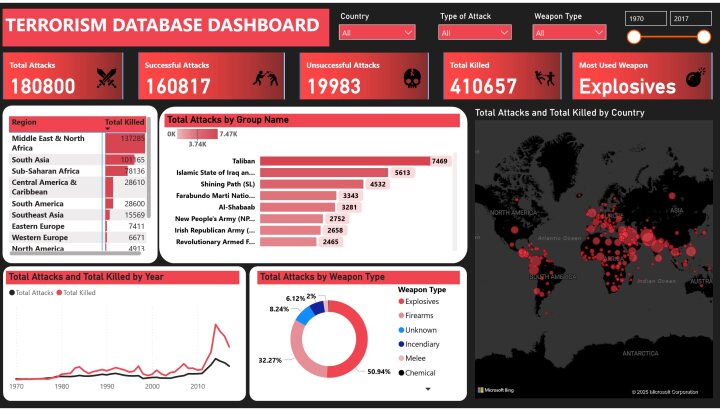 TERRORISM DATABASE DASHBOARD
Country
All
Type of Attack
All
Weapon Type
All
1970
2017
Total Attacks
180800
Successful Attacks
160817
Unsuccessful Attacks
19983
Total Killed
410657
Most Used Weapon
Explosives
Region Total Killed
Middle East & North Africa 137285
South Asia 101165
Sub-Saharan Africa 78136
Central America & Caribbean 28610
South America 28600
Southeast Asia 15569
Eastern Europe 7411
Western Europe 6671
North America 4913
Total Attacks by Group Name
0K 7.47K
3.74K
Taliban 7469
Islamic State of Iraq an... 5613
Shining Path (SL) 4532
Farabundo Marti Natio... 3343
Al-Shabaab 3281
New People's Army (NP... 2752
Irish Republican Army (... 2658
Revolutionary Armed F... 2465
Total Attacks and Total Killed by Country
NORTH AMERICA
EUROPE
ASIA
Atlantic Ocean
AFRICA
SOUTH AMERICA
Indian Ocean
AUSTRA
ANTARCTICA
Microsoft Bing
© 2025 Microsoft Corporation
Total Attacks and Total Killed by Year
Total Attacks Total Killed
1970 1980 1990 2000 2010
Total Attacks by Weapon Type
6.12% 2%
8.24%
32.27%
50.94%
Weapon Type
Explosives
Firearms
Unknown
Incendiary
Melee
Chemical